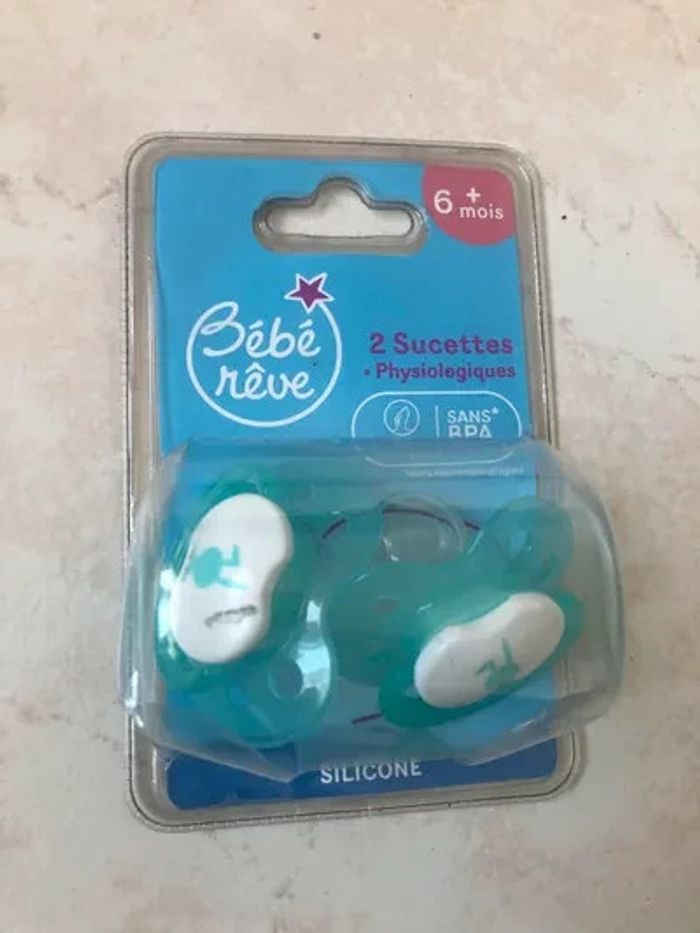 6 +
mois
Bébé
rêve
2 Sucettes
• Physiologiques
SANS*
BPA
SILICONE